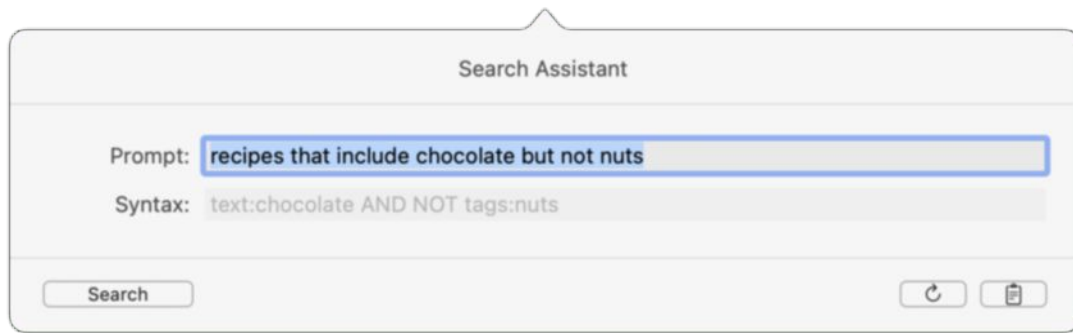 Search Assistant
Prompt: recipes that include chocolate but not nuts
Syntax: text:chocolate AND NOT tags:nuts
Search